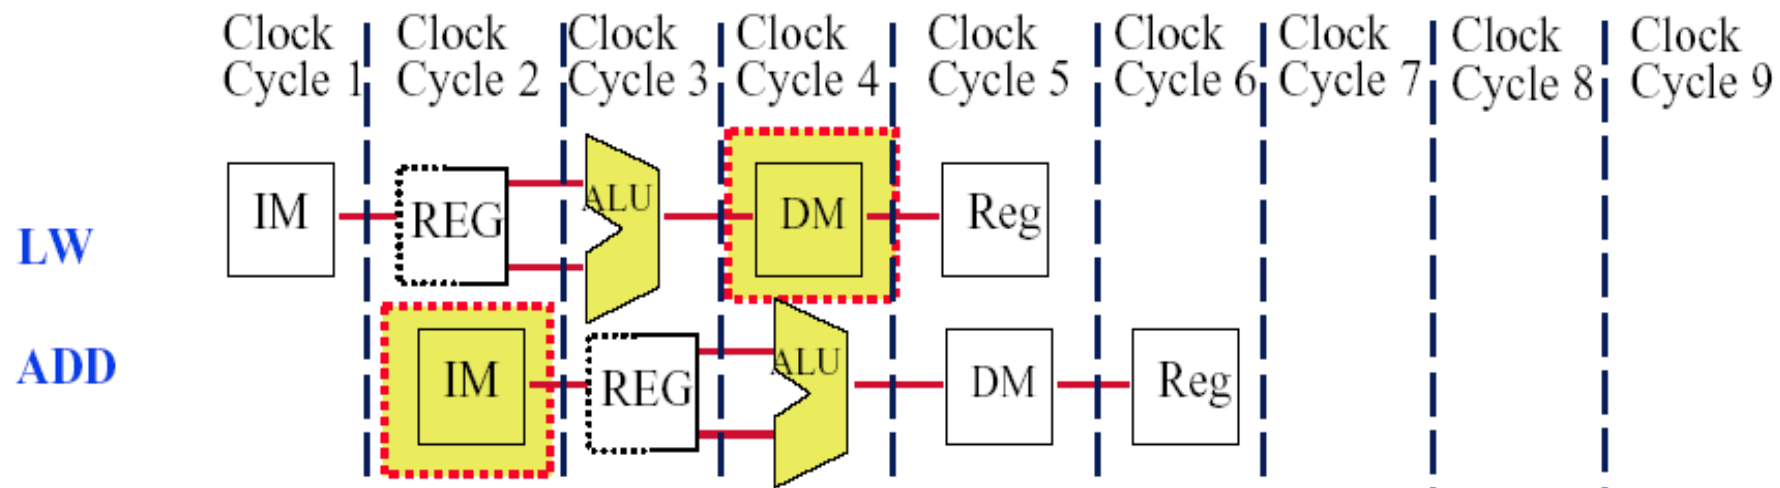 Clock Cycle 1
Clock Cycle 2
Clock Cycle 3
Clock Cycle 4
Clock Cycle 5
Clock Cycle 6
Clock Cycle 7
Clock Cycle 8
Clock Cycle 9
LW
IM
REG
ALU
DM
Reg
ADD
IM
REG
ALU
DM
Reg